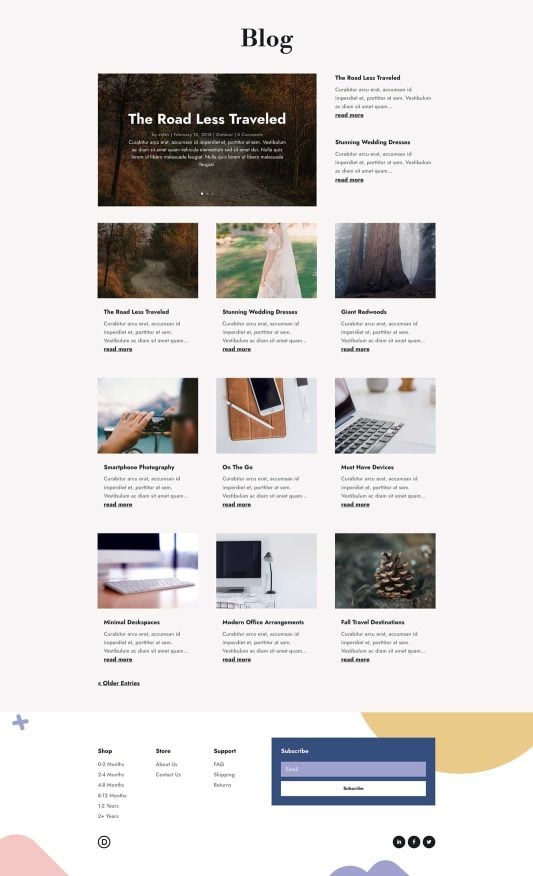 Blog
The Road Less Traveled
by emlm | February 12, 2018 | Outdoor | 0 Comments
Curabitur arcu erat, accumsan id imperdiet et, porttitor at sem. Vestibulum
ac diam sit amet quam vehicula elementum sed sit amet dui. Nulla quis
lorem ut libero malesuada feugiat. Nulla quis lorem ut libero malesuada
feugiat.
The Road Less Traveled
Curabitur arcu erat, accumsan id
imperdiet et, porttitor at sem. Vestibulum
ac diam sit amet...
read more
Stunning Wedding Dresses
Curabitur arcu erat, accumsan id
imperdiet et, porttitor at sem. Vestibulum
ac diam sit amet...
read more
The Road Less Traveled
Curabitur arcu erat, accumsan id
imperdiet et, porttitor at sem.
Vestibulum ac diam sit amet quam...
read more
Stunning Wedding Dresses
Curabitur arcu erat, accumsan id
imperdiet et, porttitor at sem.
Vestibulum ac diam sit amet quam...
read more
Giant Redwoods
Curabitur arcu erat, accumsan id
imperdiet et, porttitor at sem.
Vestibulum ac diam sit amet quam...
read more
Smartphone Photography
Curabitur arcu erat, accumsan id
imperdiet et, porttitor at sem.
Vestibulum ac diam sit amet quam...
read more
On The Go
Curabitur arcu erat, accumsan id
imperdiet et, porttitor at sem.
Vestibulum ac diam sit amet quam...
read more
Must Have Devices
Curabitur arcu erat, accumsan id
imperdiet et, porttitor at sem.
Vestibulum ac diam sit amet quam...
read more
Minimal Deskspaces
Curabitur arcu erat, accumsan id
imperdiet et, porttitor at sem.
Vestibulum ac diam sit amet quam...
read more
Modern Office Arrangements
Curabitur arcu erat, accumsan id
imperdiet et, porttitor at sem.
Vestibulum ac diam sit amet quam...
read more
Fall Travel Destinations
Curabitur arcu erat, accumsan id
imperdiet et, porttitor at sem.
Vestibulum ac diam sit amet quam...
read more
« Older Entries
Shop
0-2 Months
2-4 Months
4-8 Months
8-12 Months
1-2 Years
2+ Years
Store
About Us
Contact Us
Support
FAQ
Shipping
Returns
Subscribe
Email
Subscribe
D